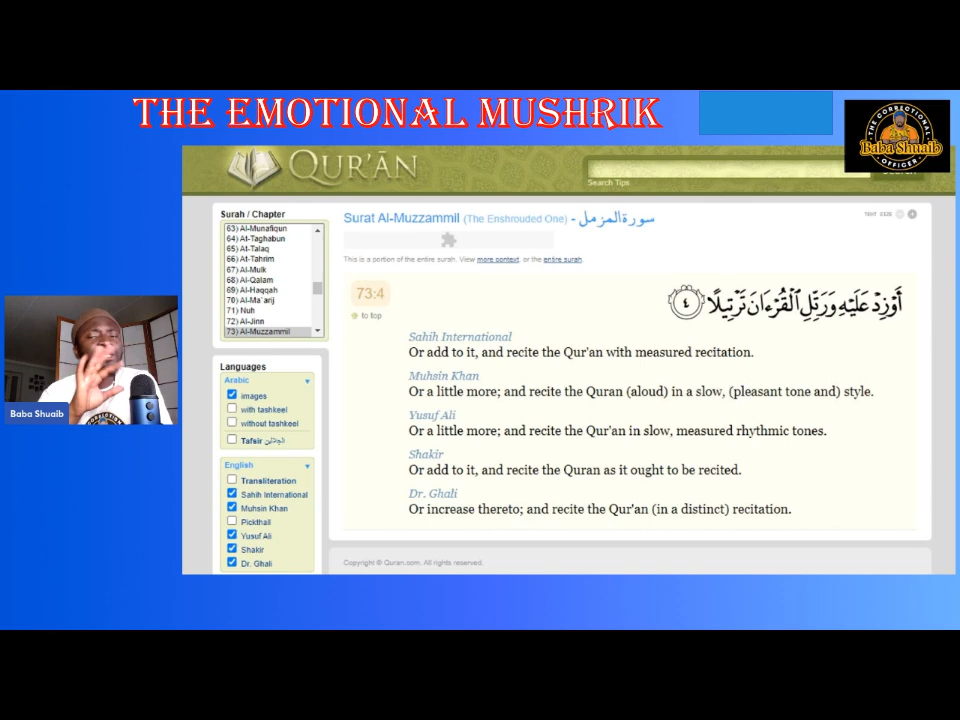 THE EMOTIONAL MUSHRIK
THE CORRECTIONAL
Baba Shuaib
OFFICER
QUR'ĀN
Search Tips
Surah / Chapter
63) Al-Munafiqun
64) At-Taghabun
65) At-Talaq
66) At-Tahrim
67) Al-Mulk
68) Al-Qalam
69) Al-Haqqah
70) Al-Ma`arij
71) Nuh
72) Al-Jinn
73) Al-Muzzammil
Languages
Arabic
images
with tashkeel
without tashkeel
Tafsir الجلالين
English
Transliteration
Sahih International
Muhsin Khan
Pickthall
Yusuf Ali
Shakir
Dr. Ghali
Surat Al-Muzzammil (The Enshrouded One) - سورة المزمل
This is a portion of the entire surah. View more context, or the entire surah.
73:4
to top
أَوْ زِدْ عَلَيْهِ وَرَتِّلِ ٱلْقُرْءَانَ تَرْتِيلًا ٤
Sahih International
Or add to it, and recite the Qur'an with measured recitation.
Muhsin Khan
Or a little more; and recite the Quran (aloud) in a slow, (pleasant tone and) style.
Yusuf Ali
Or a little more; and recite the Qur'an in slow, measured rhythmic tones.
Shakir
Or add to it, and recite the Quran as it ought to be recited.
Dr. Ghali
Or increase thereto; and recite the Qur'an (in a distinct) recitation.
Copyright © Quran.com. All rights reserved.
Baba Shuaib